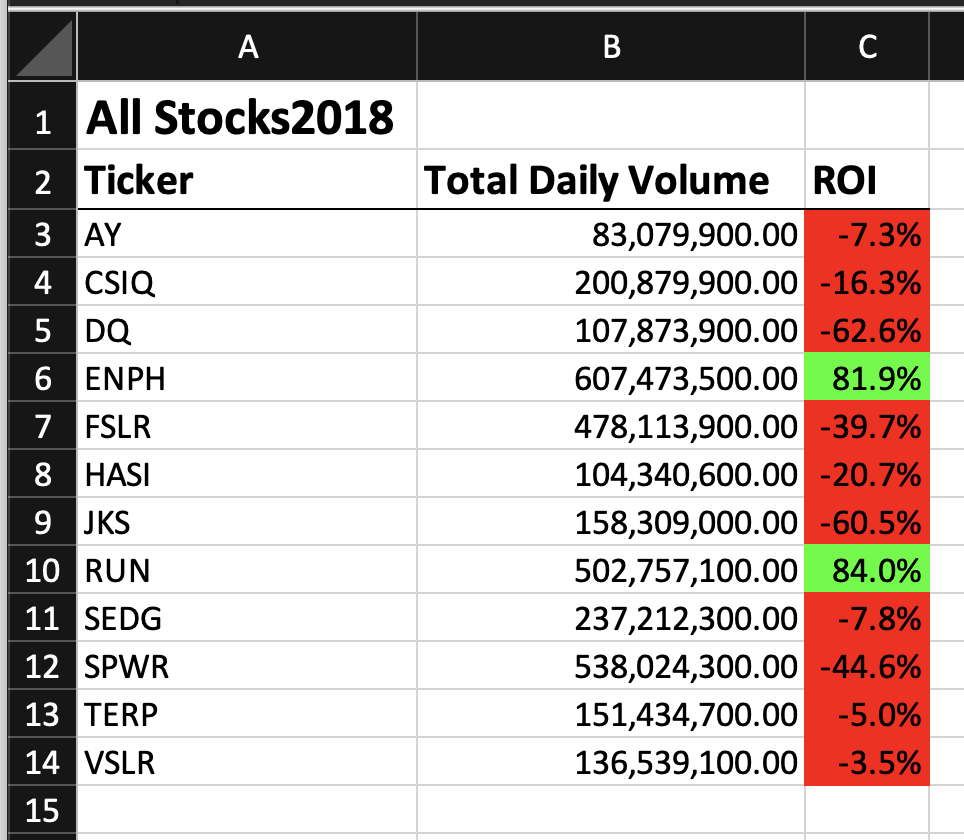 A B C
1 All Stocks2018
2 Ticker Total Daily Volume ROI
3 AY 83,079,900.00 -7.3%
4 CSIQ 200,879,900.00 -16.3%
5 DQ 107,873,900.00 -62.6%
6 ENPH 607,473,500.00 81.9%
7 FSLR 478,113,900.00 -39.7%
8 HASI 104,340,600.00 -20.7%
9 JKS 158,309,000.00 -60.5%
10 RUN 502,757,100.00 84.0%
11 SEDG 237,212,300.00 -7.8%
12 SPWR 538,024,300.00 -44.6%
13 TERP 151,434,700.00 -5.0%
14 VSLR 136,539,100.00 -3.5%
15